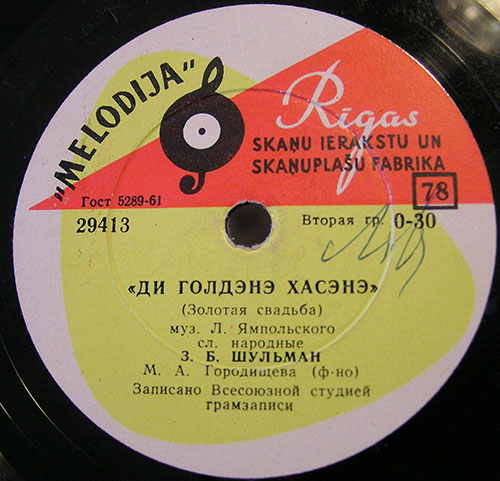 „MELODIJA”
Rīgas
SKAŅU IERAKSTU UN
SKAŅUPLAŠU FABRIKA
Гост 5289-61
78
29413
Вторая гр. 0-30
«ДИ ГОЛДЭНЭ ХАСЭНЭ»
(Золотая свадьба)
муз. Л. Ямпольского
сл. народные
З. Б. ШУЛЬМАН
М. А. Городищева (ф-но)
Записано Всесоюзной студией
грамзаписи